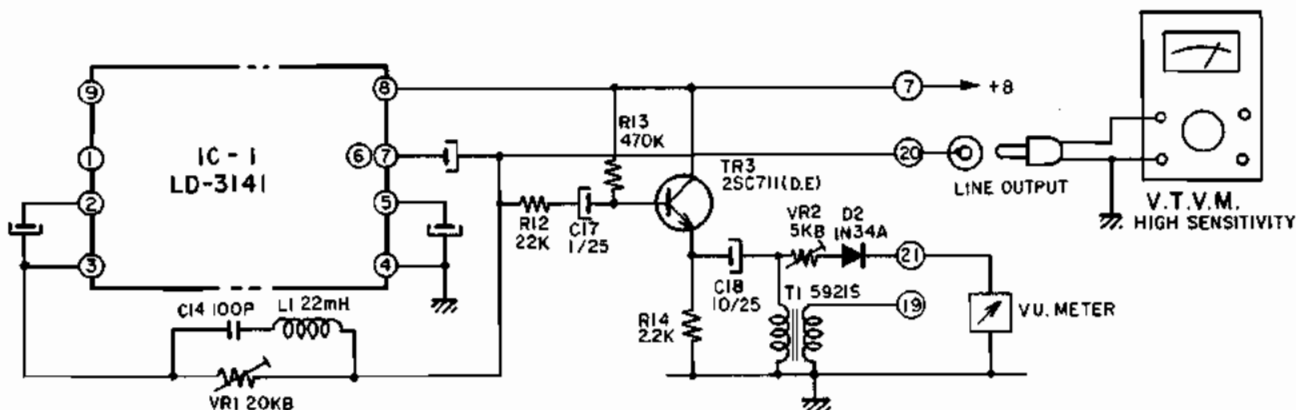 9
8
7
+8
R13
470K
1
IC-1
LD-3141
6
7
20
LINE OUTPUT
V.T.V.M.
HIGH SENSITIVITY
TR3
2SC711(D.E)
2
5
R12
22K
C17
1/25
VR2
5KB
D2
1N34A
21
3
4
C18
10/25
T1 5921S
19
C14 100P
L1 22mH
R14
2.2K
VU. METER
VR1 20KB